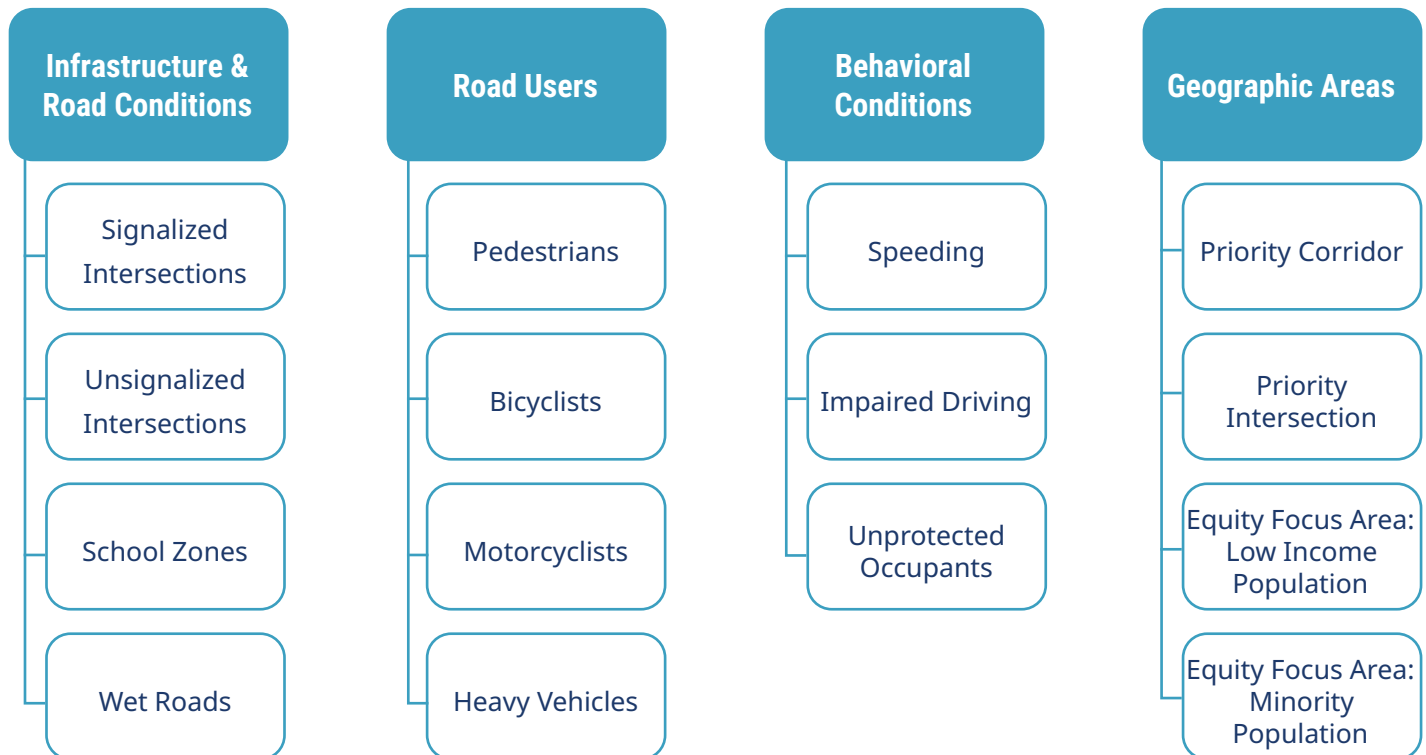 Infrastructure &
Road Conditions
Signalized
Intersections
Unsignalized
Intersections
School Zones
Wet Roads
Road Users
Pedestrians
Bicyclists
Motorcyclists
Heavy Vehicles
Behavioral
Conditions
Speeding
Impaired Driving
Unprotected
Occupants
Geographic Areas
Priority Corridor
Priority
Intersection
Equity Focus Area:
Low Income
Population
Equity Focus Area:
Minority
Population